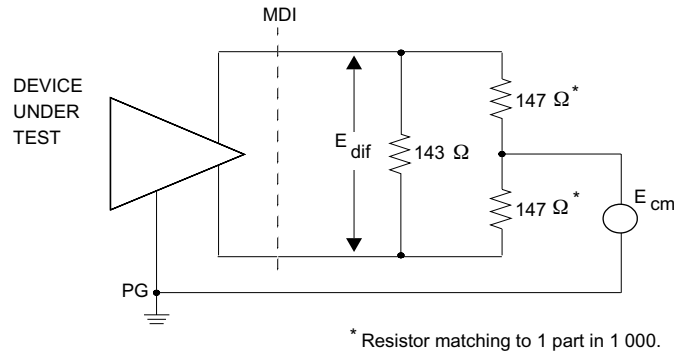 MDI
DEVICE
UNDER
TEST
E dif
143 Ω
147 Ω*
147 Ω*
E cm
PG
* Resistor matching to 1 part in 1 000.